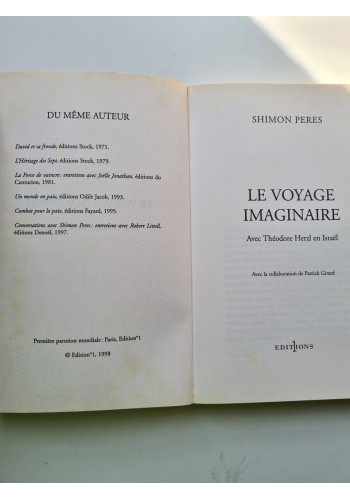 DU MÊME AUTEUR
David et sa fronde, éditions Stock, 1971.
L'Héritage des Sept, éditions Stock, 1979.
La Force de vaincre : entretiens avec Joëlle Jonathan, éditions du
Centurion, 1981.
Un monde en paix, éditions Odile Jacob, 1993.
Combat pour la paix, éditions Fayard, 1995.
Conversations avec Shimon Peres : entretiens avec Robert Littell,
éditions Denoël, 1997.
Première parution mondiale: Paris, Edition°1
© Edition°1, 1998
SHIMON PERES
LE VOYAGE
IMAGINAIRE
Avec Théodore Herzl en Israël
Avec la collaboration de Patrick Girard
EDIT1IONS